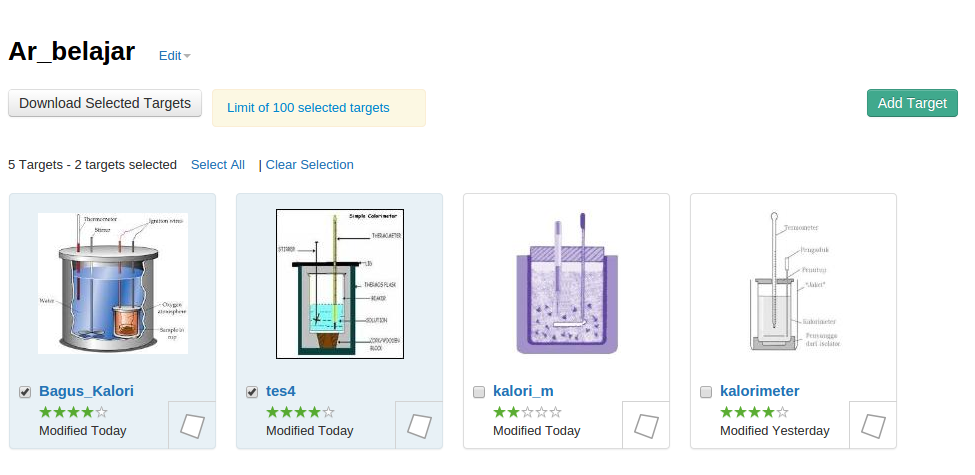 Ar_belajar
Edit
Download Selected Targets
Limit of 100 selected targets
Add Target
5 Targets - 2 targets selected
Select All
| Clear Selection
Thermometer
Stirrer
Ignition wires
Water
Oxygen
atmosphere
Sample in
cup
Simple Calorimeter
THERMOMETER
STIRRER
LID
THERMOS FLASK
BEAKER
SOLUTION
CORK/WOODEN
BLOCK
Termometer
Pengaduk
Penutup
"Jaket"
Kalorimeter
Penyangga
dari isolator
Bagus_Kalori
Modified Today
tes4
Modified Today
kalori_m
Modified Today
kalorimeter
Modified Yesterday